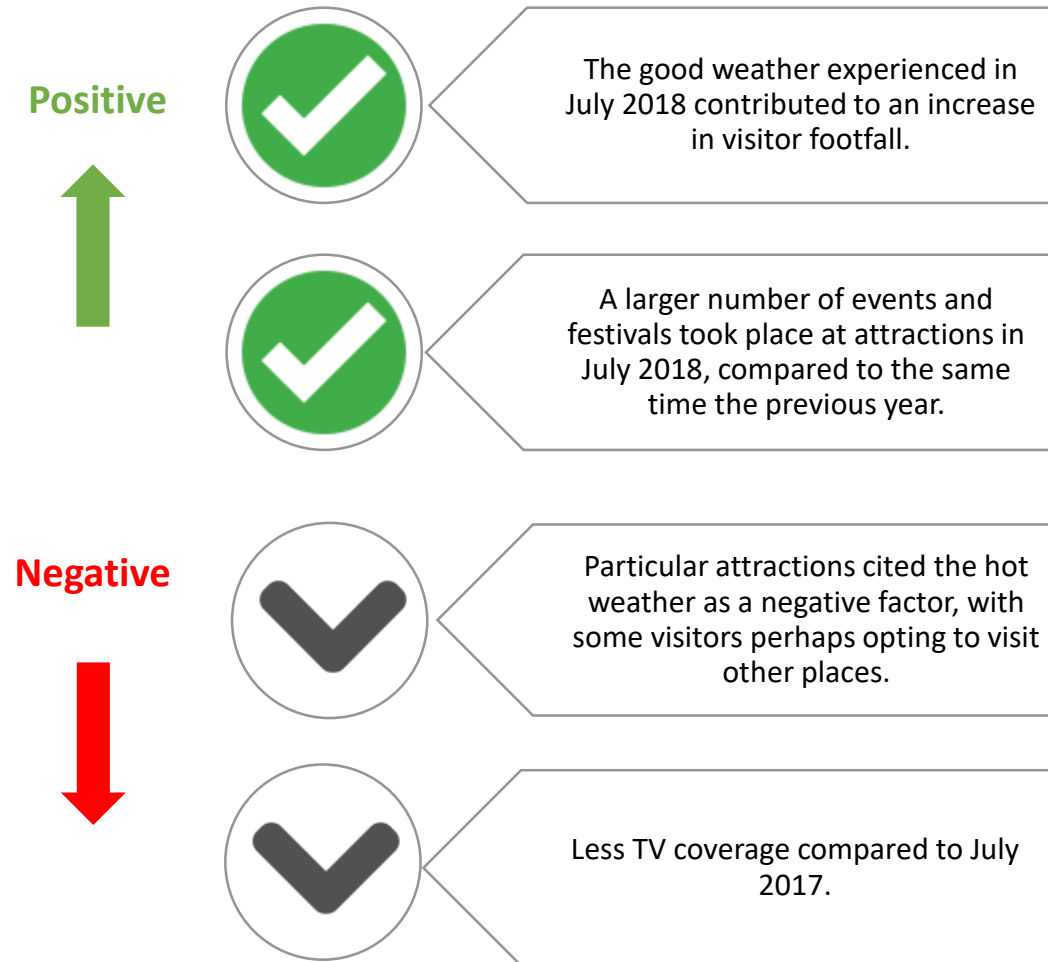 Positive
The good weather experienced in
July 2018 contributed to an increase
in visitor footfall.
A larger number of events and
festivals took place at attractions in
July 2018, compared to the same
time the previous year.
Negative
Particular attractions cited the hot
weather as a negative factor, with
some visitors perhaps opting to visit
other places.
Less TV coverage compared to July
2017.